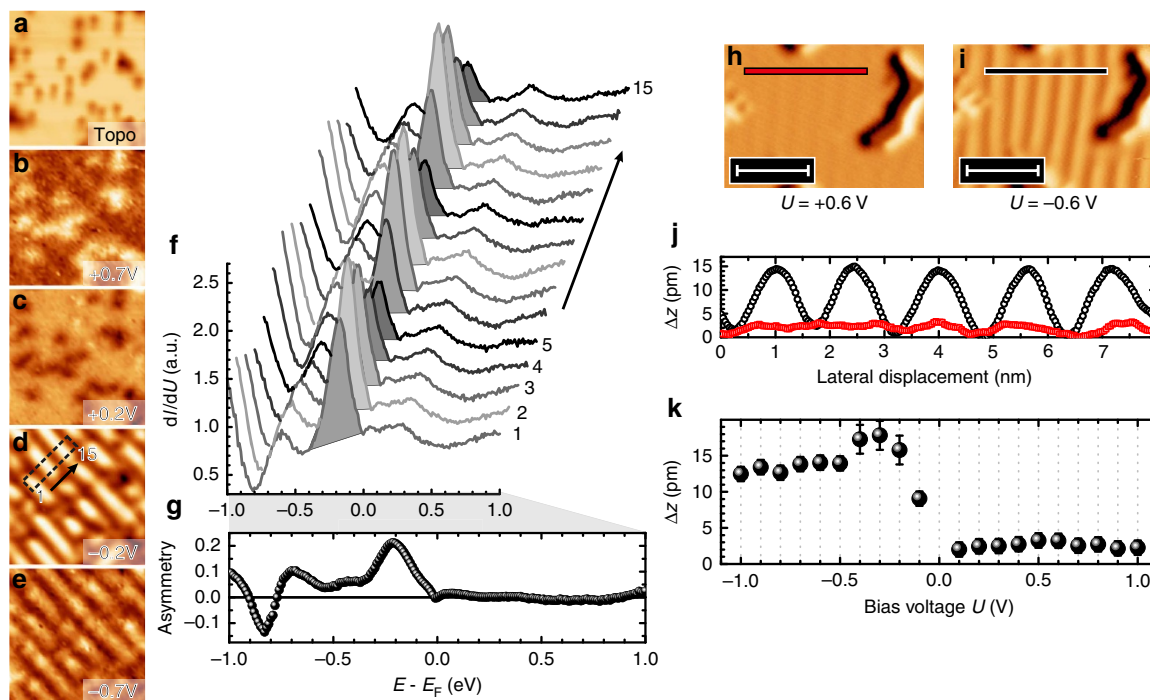 a
Topo
b
+0.7V
c
+0.2V
d
15
1
−0.2V
e
−0.7V
f
15
5
4
3
2
1
dI/dU (a.u.)
2.5
2.0
1.5
1.0
0.5
−1.0 −0.5 0.0 0.5 1.0
g
Asymmetry
0.2
0.1
0.0
−0.1
−1.0 −0.5 0.0 0.5 1.0
E - E_F (eV)
h
U = +0.6 V
i
U = −0.6 V
j
Δz (pm)
15
10
5
0
0 1 2 3 4 5 6 7
Lateral displacement (nm)
k
Δz (pm)
15
10
5
0
−1.0 −0.5 0.0 0.5 1.0
Bias voltage U (V)